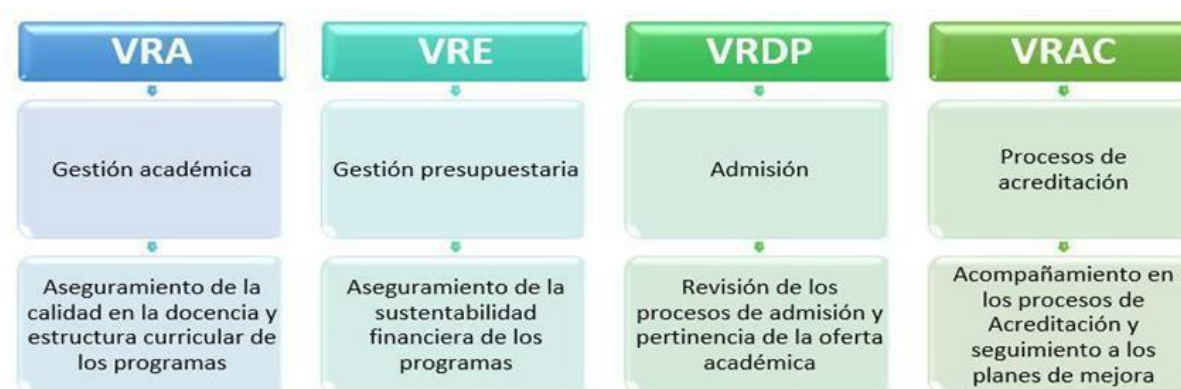 VRA
VRE
VRDP
VRAC
Gestión académica
Gestión presupuestaria
Admisión
Procesos de
acreditación
Aseguramiento de la
calidad en la docencia y
estructura curricular de
los programas
Aseguramiento de la
sustentabilidad
financiera de los
programas
Revisión de los
procesos de admisión y
pertinencia de la oferta
académica
Acompañamiento en
los procesos de
Acreditación y
seguimiento a los
planes de mejora